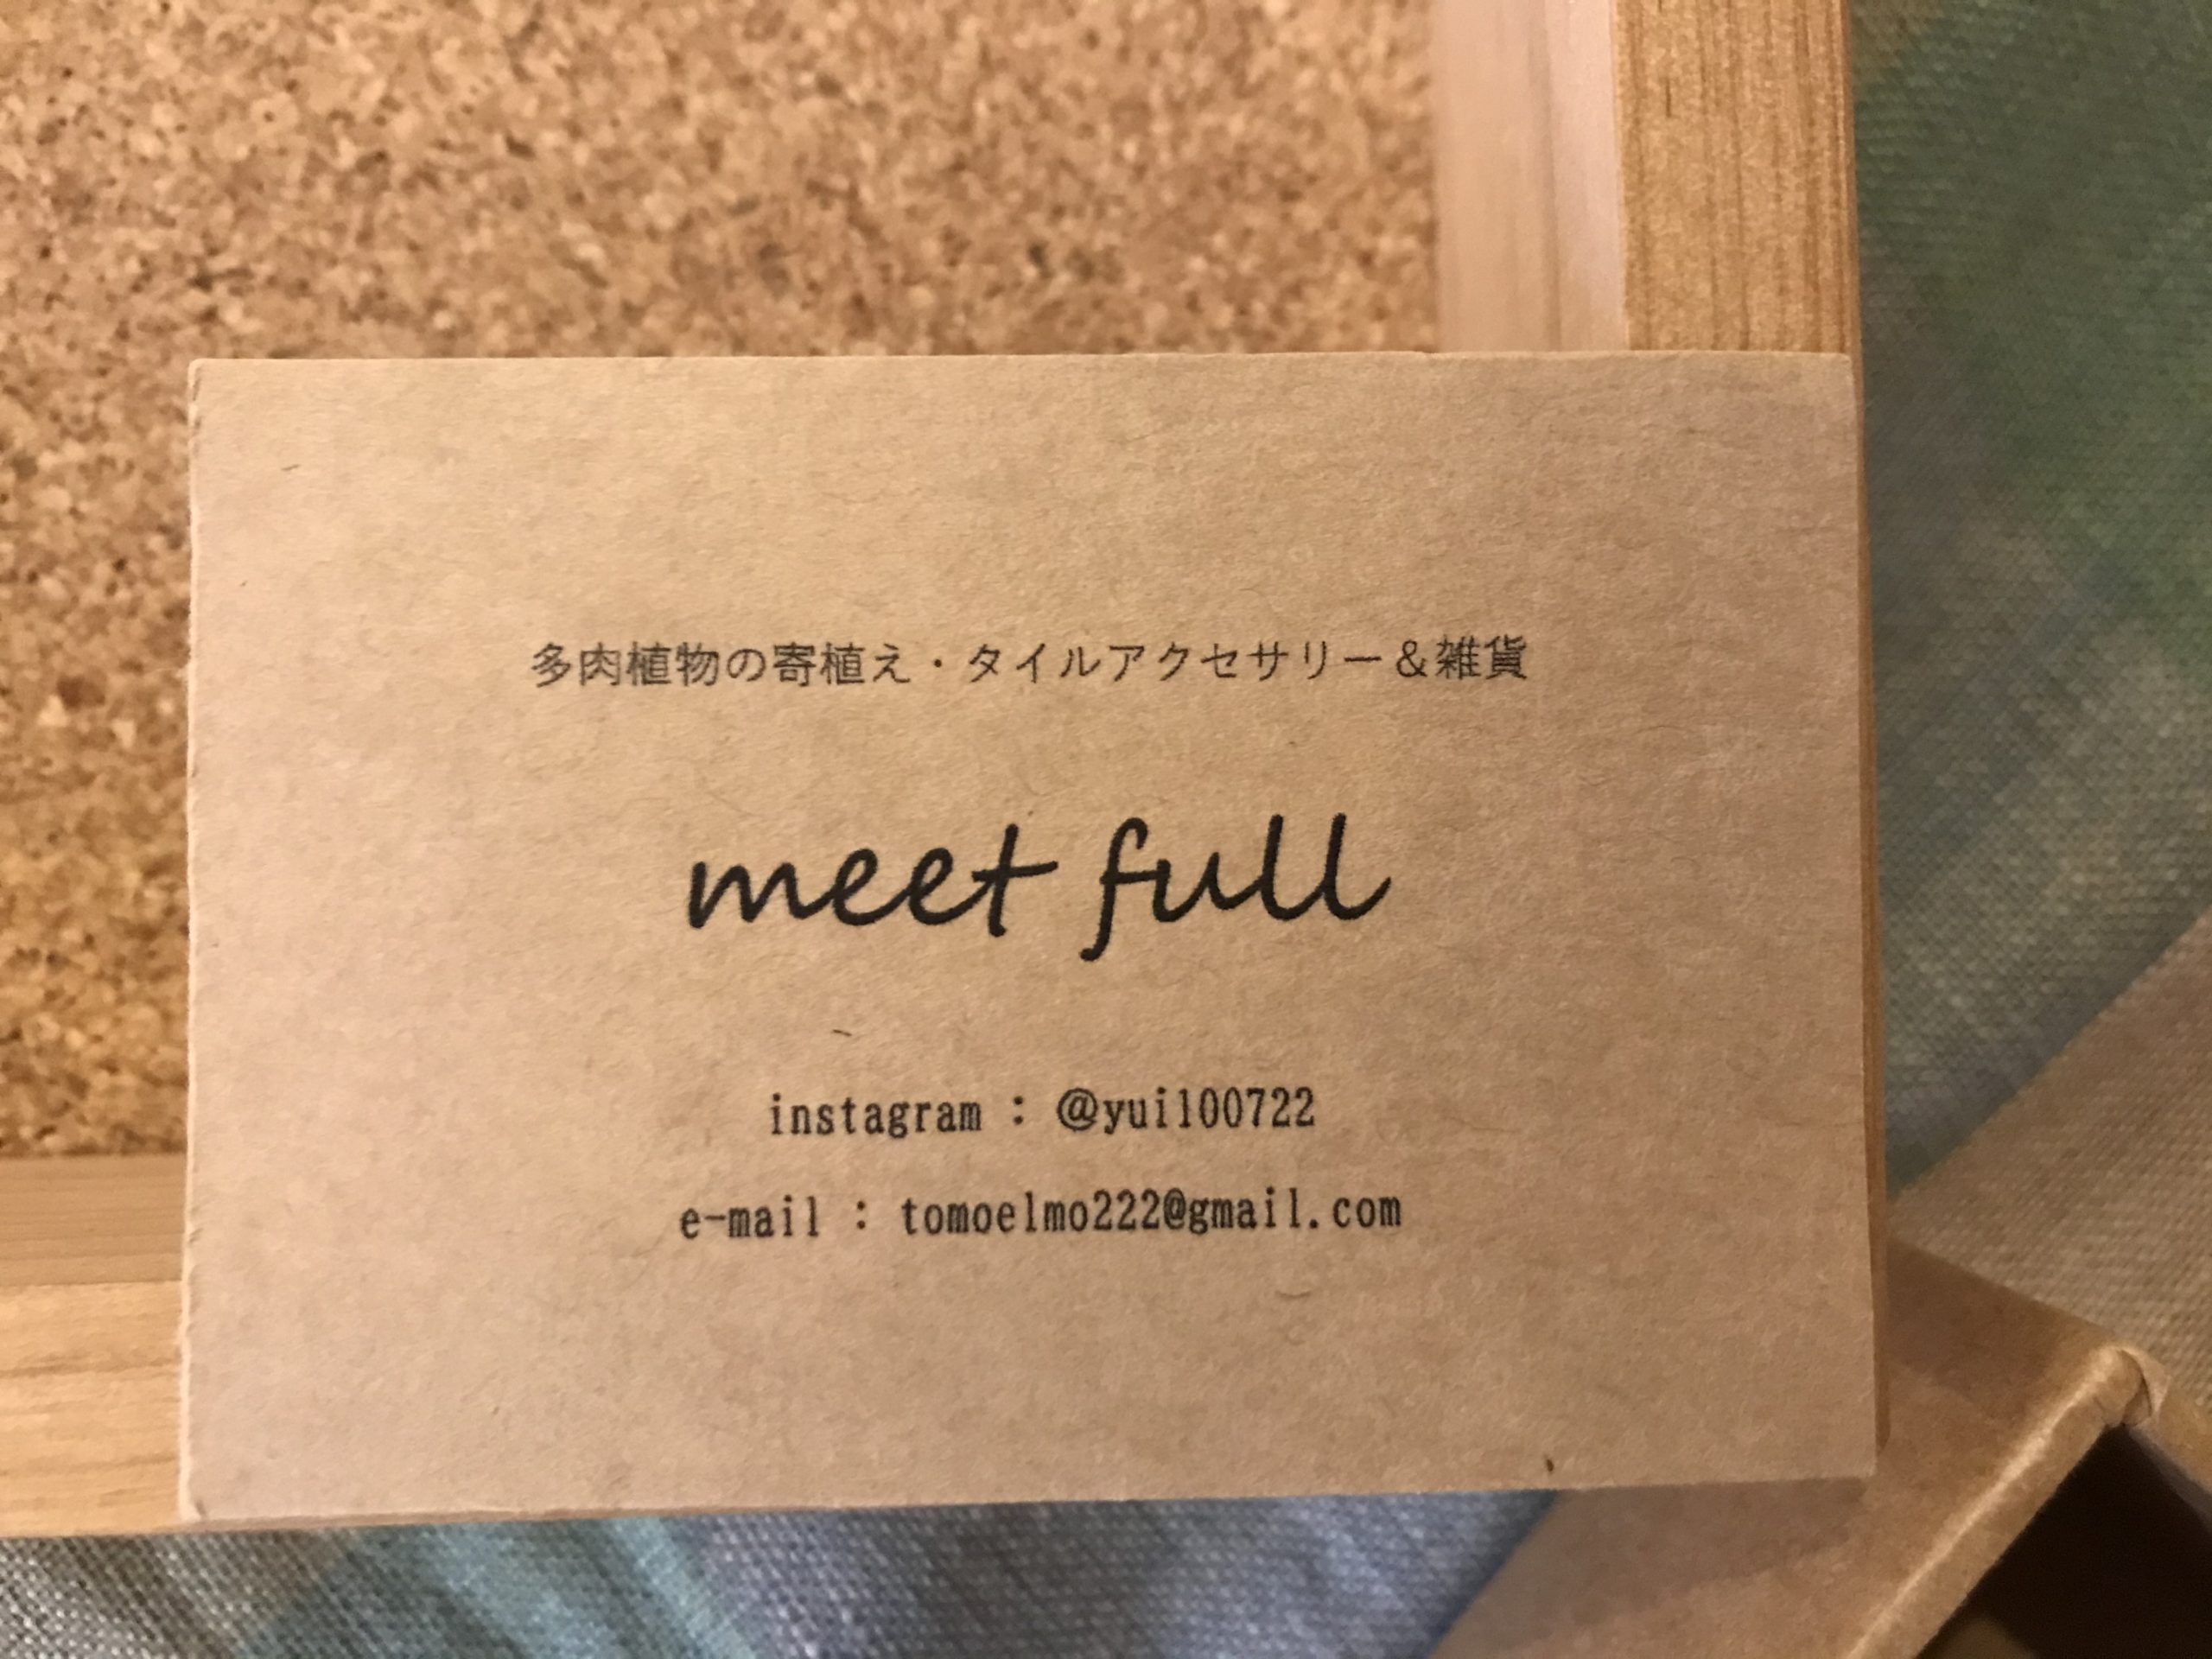 多肉植物の寄植え・タイルアクセサリー＆雑貨
meet full
instagram : @yui100722
e-mail : tomoelmo222@gmail.com